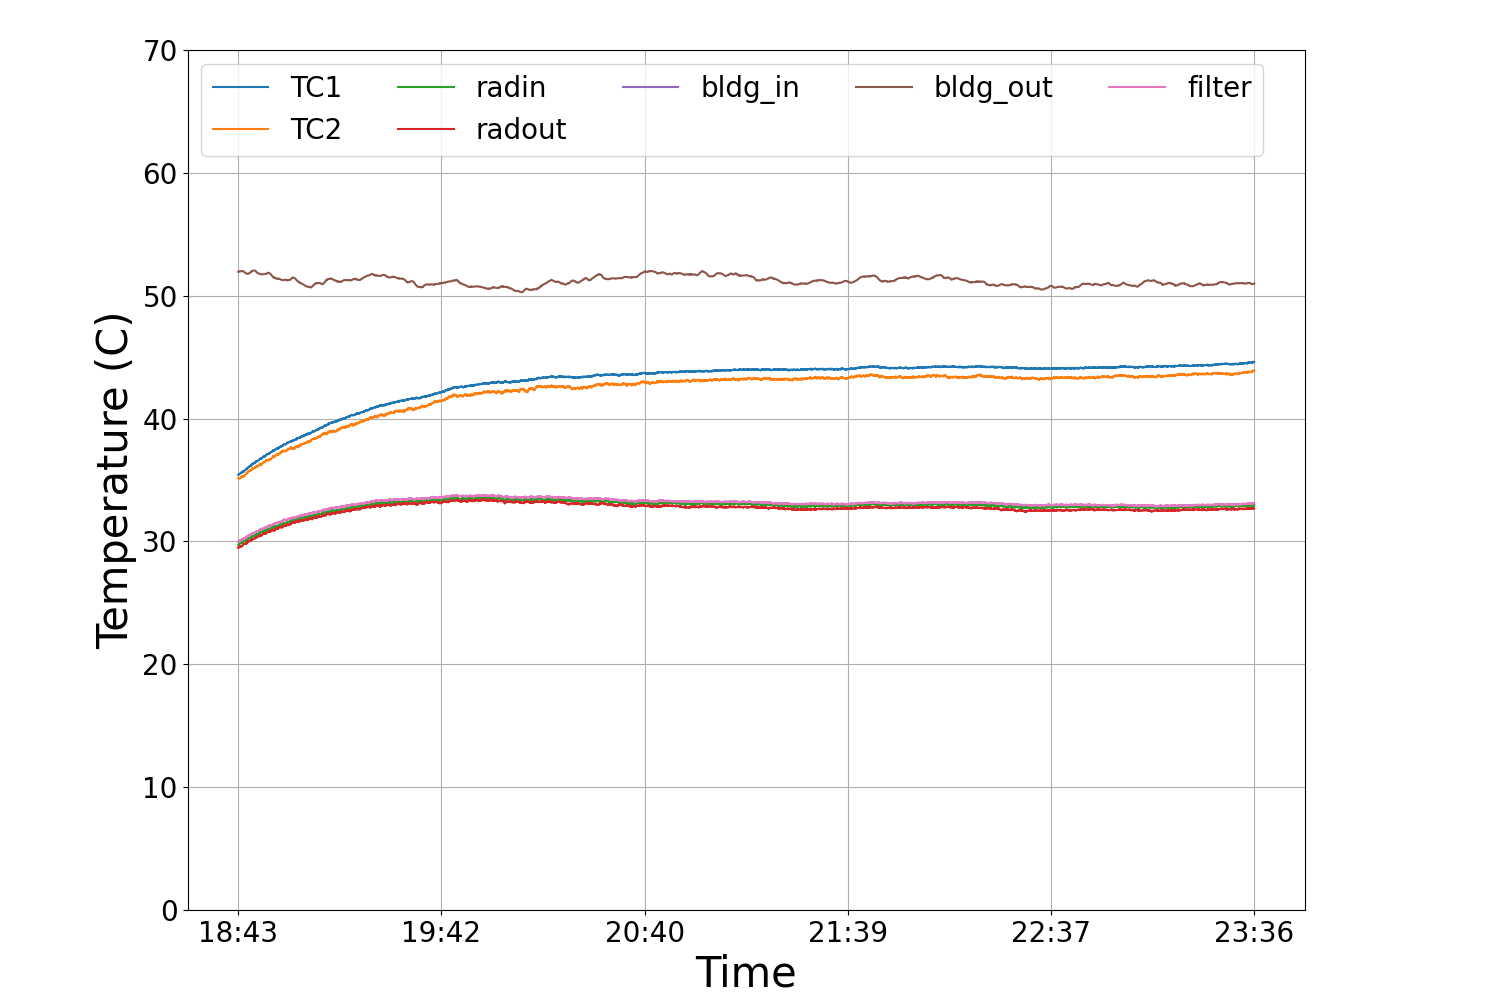 70
60
50
40
30
20
10
0
TC1
TC2
radin
radout
bldg_in
bldg_out
filter
Temperature (C)
18:43 19:42 20:40 21:39 22:37 23:36
Time